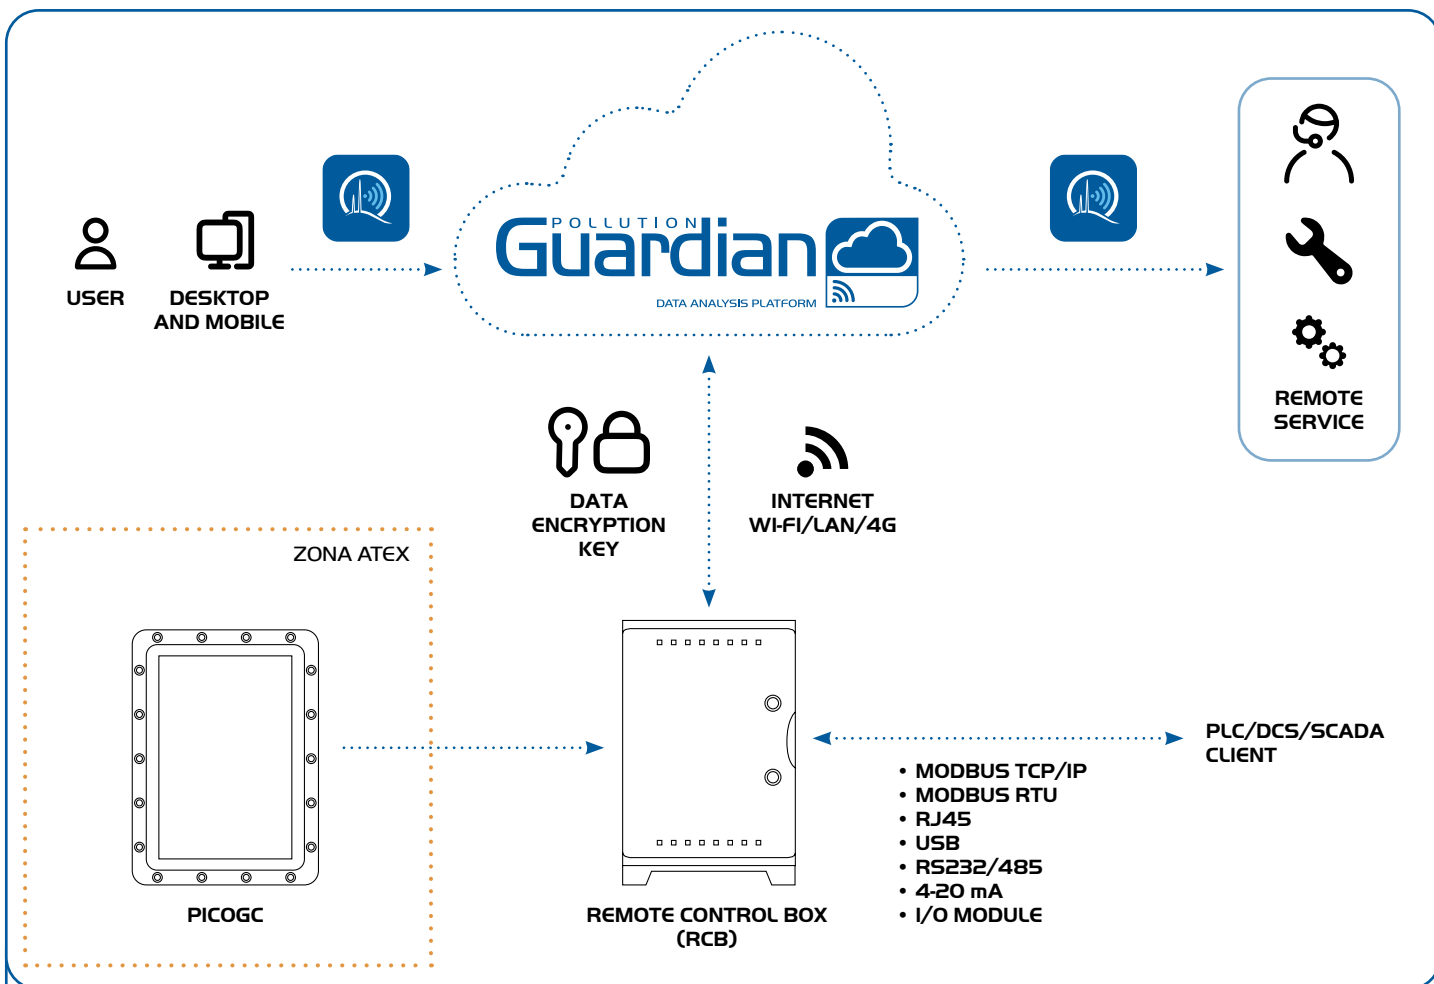 POLLUTION
Guardian
DATA ANALYSIS PLATFORM
USER
DESKTOP
AND MOBILE
REMOTE
SERVICE
DATA
ENCRYPTION
KEY
INTERNET
WI-FI/LAN/4G
ZONA ATEX
PICOGC
REMOTE CONTROL BOX
(RCB)
PLC/DCS/SCADA
CLIENT
• MODBUS TCP/IP
• MODBUS RTU
• RJ45
• USB
• RS232/485
• 4-20 mA
• I/O MODULE